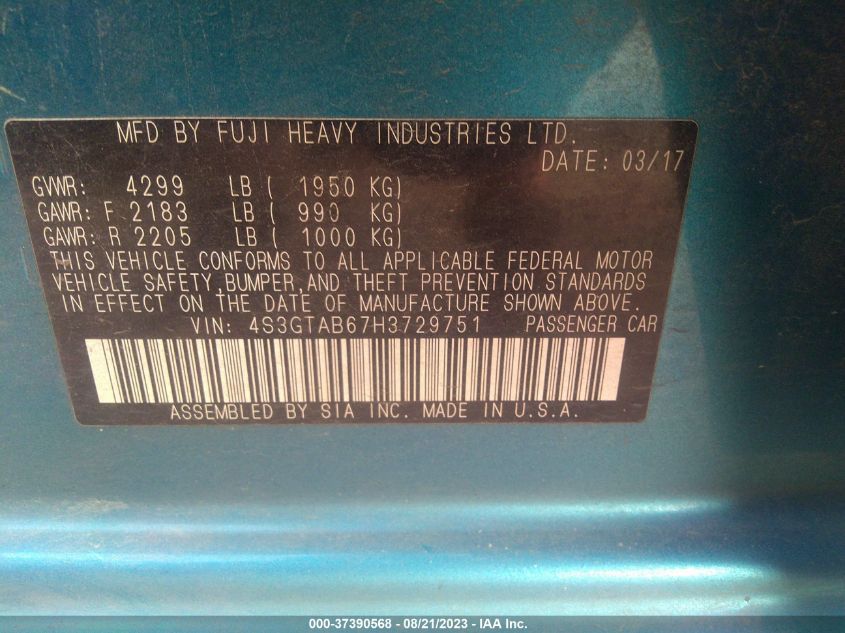 MFD BY FUJI HEAVY INDUSTRIES LTD.
DATE: 03/17
GVWR: 4299 LB ( 1950 KG)
GAWR: F 2183 LB ( 990 KG)
GAWR: R 2205 LB ( 1000 KG)
THIS VEHICLE CONFORMS TO ALL APPLICABLE FEDERAL MOTOR
VEHICLE SAFETY, BUMPER, AND THEFT PREVENTION STANDARDS
IN EFFECT ON THE DATE OF MANUFACTURE SHOWN ABOVE.
VIN: 4S3GTAB67H3729751 PASSENGER CAR
ASSEMBLED BY SIA INC. MADE IN U.S.A.
000-37390568 - 08/21/2023 - IAA Inc.